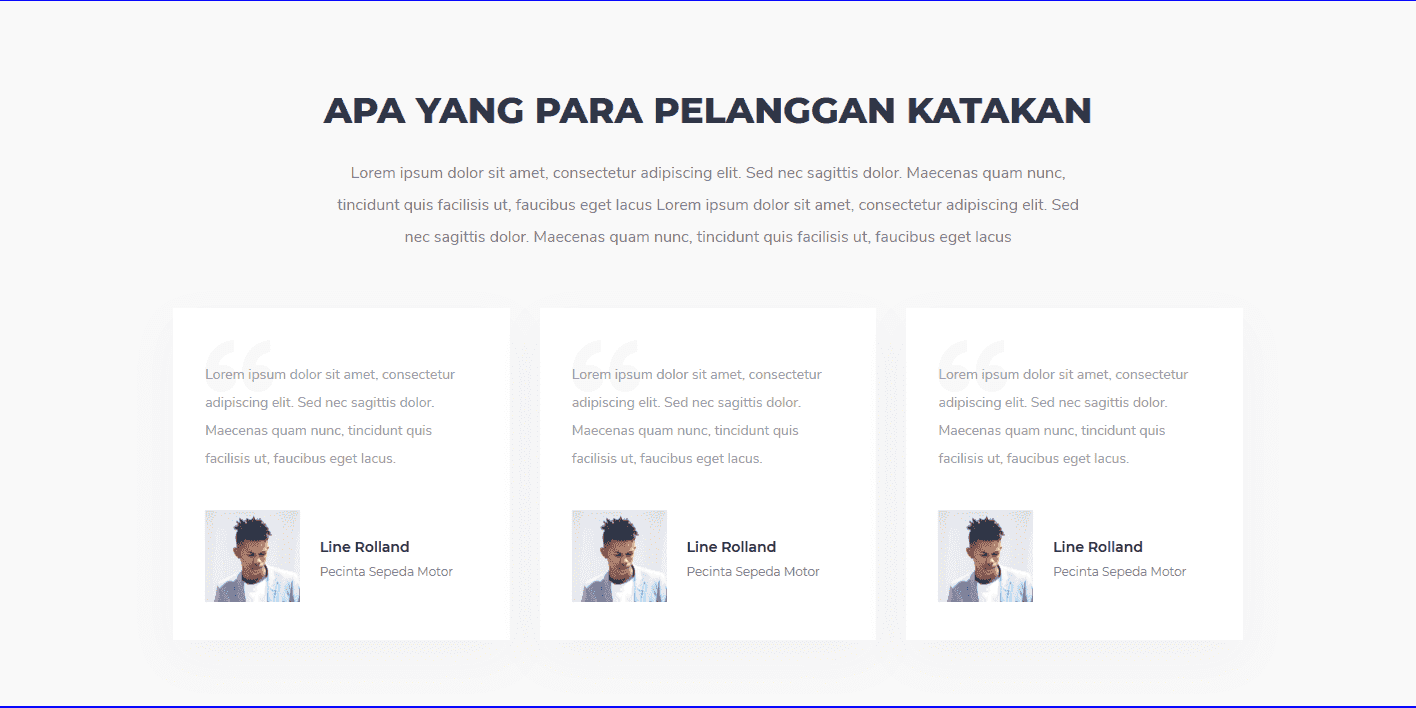 APA YANG PARA PELANGGAN KATAKAN
Lorem ipsum dolor sit amet, consectetur adipiscing elit. Sed nec sagittis dolor. Maecenas quam nunc,
tincidunt quis facilisis ut, faucibus eget lacus Lorem ipsum dolor sit amet, consectetur adipiscing elit. Sed
nec sagittis dolor. Maecenas quam nunc, tincidunt quis facilisis ut, faucibus eget lacus
Lorem ipsum dolor sit amet, consectetur
adipiscing elit. Sed nec sagittis dolor.
Maecenas quam nunc, tincidunt quis
facilisis ut, faucibus eget lacus.
Line Rolland
Pecinta Sepeda Motor
Lorem ipsum dolor sit amet, consectetur
adipiscing elit. Sed nec sagittis dolor.
Maecenas quam nunc, tincidunt quis
facilisis ut, faucibus eget lacus.
Line Rolland
Pecinta Sepeda Motor
Lorem ipsum dolor sit amet, consectetur
adipiscing elit. Sed nec sagittis dolor.
Maecenas quam nunc, tincidunt quis
facilisis ut, faucibus eget lacus.
Line Rolland
Pecinta Sepeda Motor